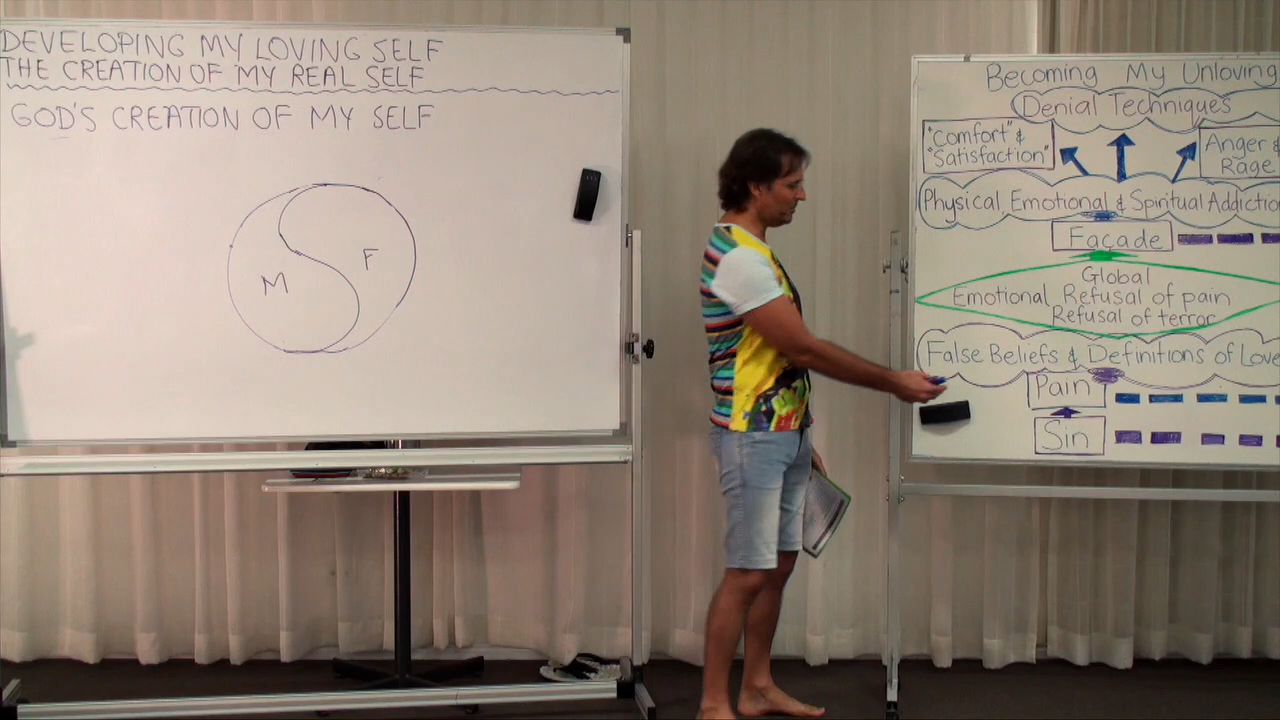 DEVELOPING MY LOVING SELF
THE CREATION OF MY REAL SELF
GOD'S CREATION OF MY SELF
M
F
Becoming My Unloving
Denial Techniques
"Comfort" &
"Satisfaction"
Anger &
Rage
Physical, Emotional & Spiritual Addictio
Façade
Global
Emotional Refusal of pain
Refusal of terror
False Beliefs & Definitions of Love
Pain
Sin